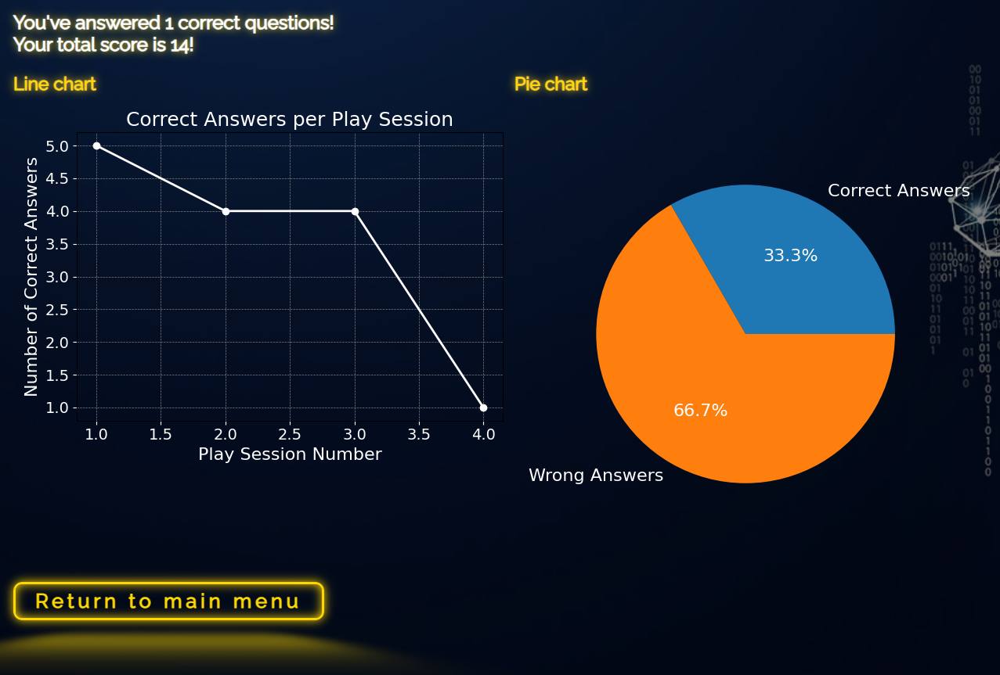 You've answered 1 correct questions!
Your total score is 14!
Line chart
Pie chart
Correct Answers per Play Session
Number of Correct Answers
5.0
4.5
4.0
3.5
3.0
2.5
2.0
1.5
1.0
1.0 1.5 2.0 2.5 3.0 3.5 4.0
Play Session Number
Correct Answers
33.3%
66.7%
Wrong Answers
Return to main menu